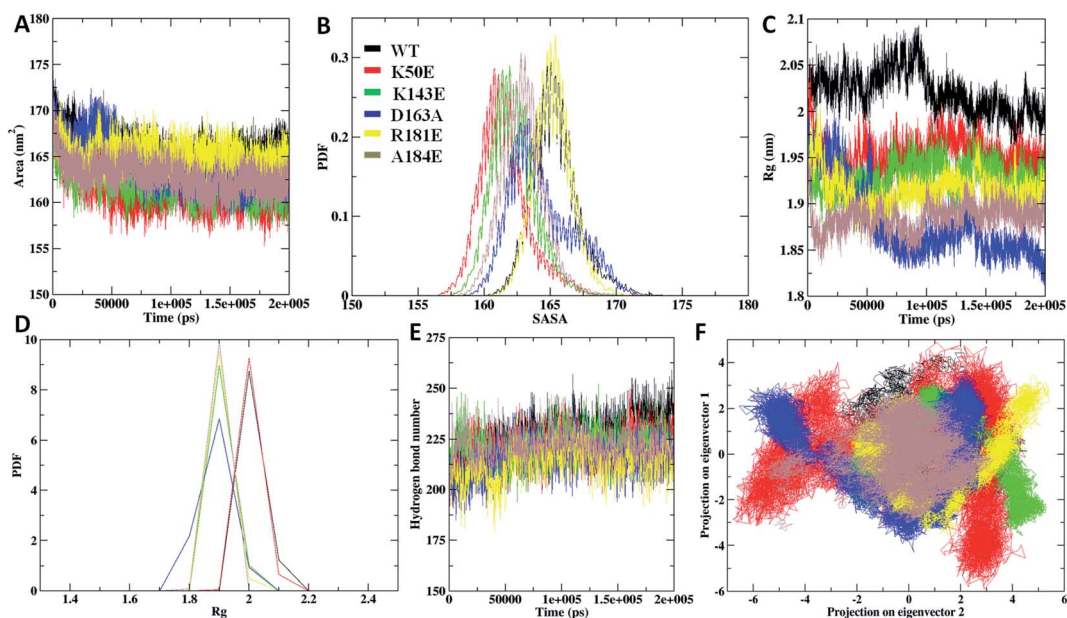 A
180
175
170
165
160
155
150
Area (nm²)
0
50000
1e+005
1.5e+005
2e+005
Time (ps)
B
0.3
0.2
0.1
0
PDF
WT
K50E
K143E
D163A
R181E
A184E
150
160
165
170
175
180
SASA
C
2.1
2.05
2
1.95
1.9
1.85
1.8
Rg (nm)
0
50000
1e+005
1.5e+005
2e+005
Time (ps)
D
10
8
6
4
2
0
PDF
1.4
1.6
1.8
2
2.2
2.4
Rg
E
275
250
225
200
175
150
Hydrogen bond number
0
50000
1e+005
1.5e+005
2e+005
Time (ps)
F
4
2
0
-2
-4
-6
Projection on eigenvector 1
-6
-4
-2
0
2
4
6
Projection on eigenvector 2